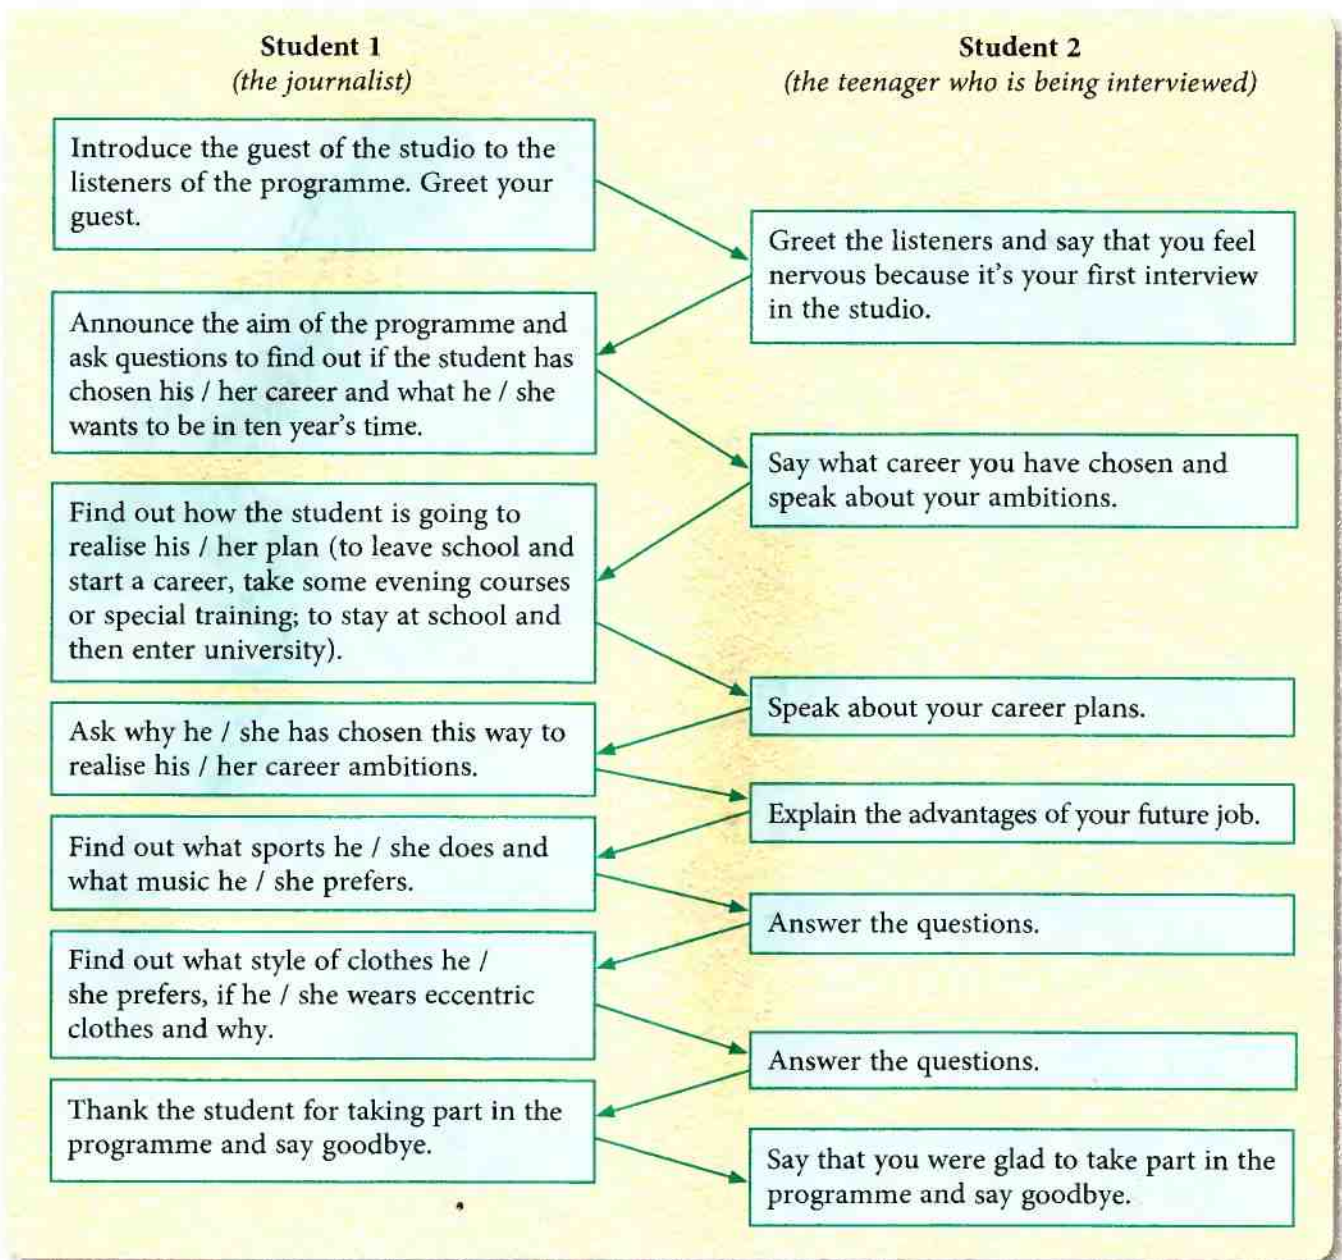 Student 1
(the journalist)
Student 2
(the teenager who is being interviewed)
Introduce the guest of the studio to the
listeners of the programme. Greet your
guest.
Greet the listeners and say that you feel
nervous because it's your first interview
in the studio.
Announce the aim of the programme and
ask questions to find out if the student has
chosen his / her career and what he / she
wants to be in ten year's time.
Say what career you have chosen and
speak about your ambitions.
Find out how the student is going to
realise his / her plan (to leave school and
start a career, take some evening courses
or special training; to stay at school and
then enter university).
Speak about your career plans.
Ask why he / she has chosen this way to
realise his / her career ambitions.
Explain the advantages of your future job.
Find out what sports he / she does and
what music he / she prefers.
Answer the questions.
Find out what style of clothes he /
she prefers, if he / she wears eccentric
clothes and why.
Answer the questions.
Thank the student for taking part in the
programme and say goodbye.
Say that you were glad to take part in the
programme and say goodbye.